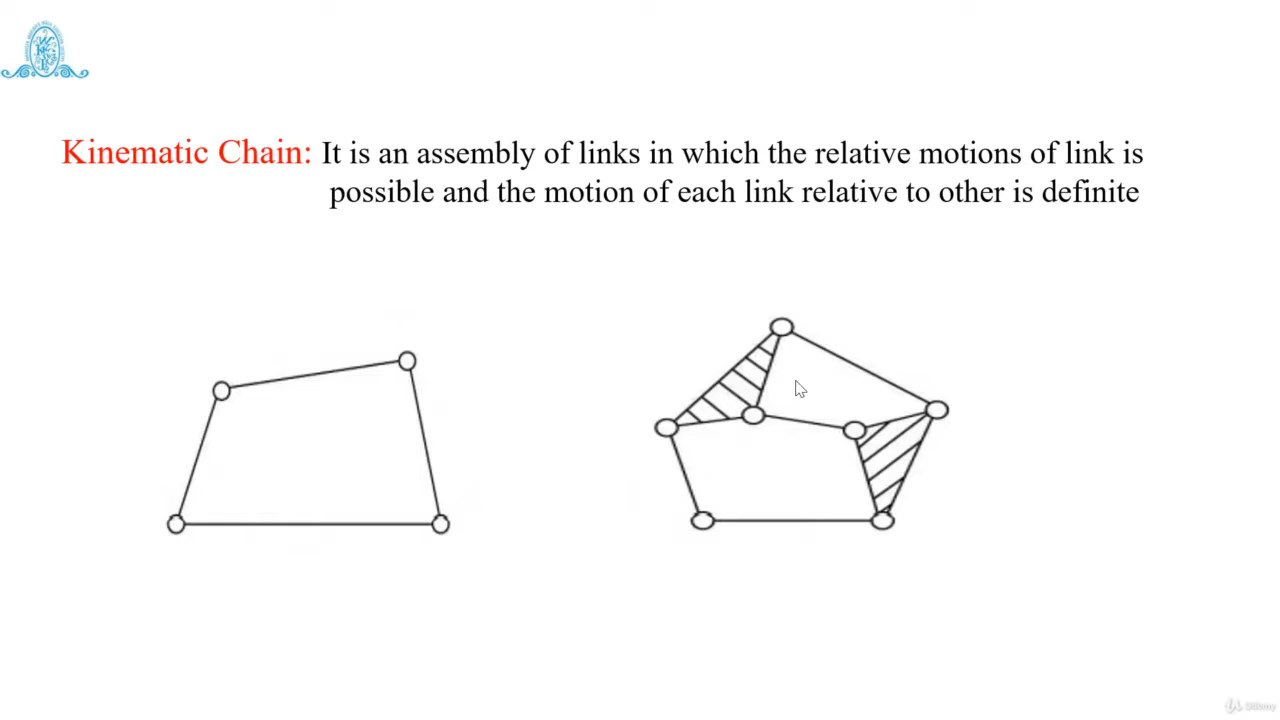 Kinematic Chain: It is an assembly of links in which the relative motions of link is
possible and the motion of each link relative to other is definite
Udemy